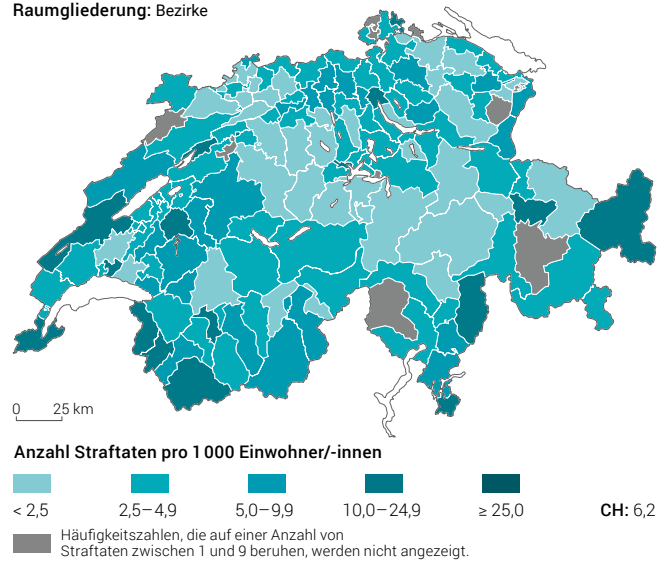 Raumgliederung: Bezirke
0 25 km
Anzahl Straftaten pro 1000 Einwohner/-innen
< 2,5 2,5–4,9 5,0–9,9 10,0–24,9 ≥ 25,0 CH: 6,2
Häufigkeitszahlen, die auf einer Anzahl von
Straftaten zwischen 1 und 9 beruhen, werden nicht angezeigt.